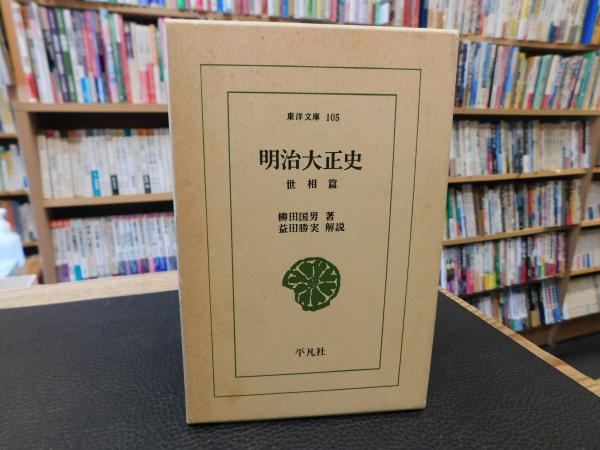 東洋文庫 105
明治大正史
世相篇
柳田国男 著
益田勝実 解説
平凡社